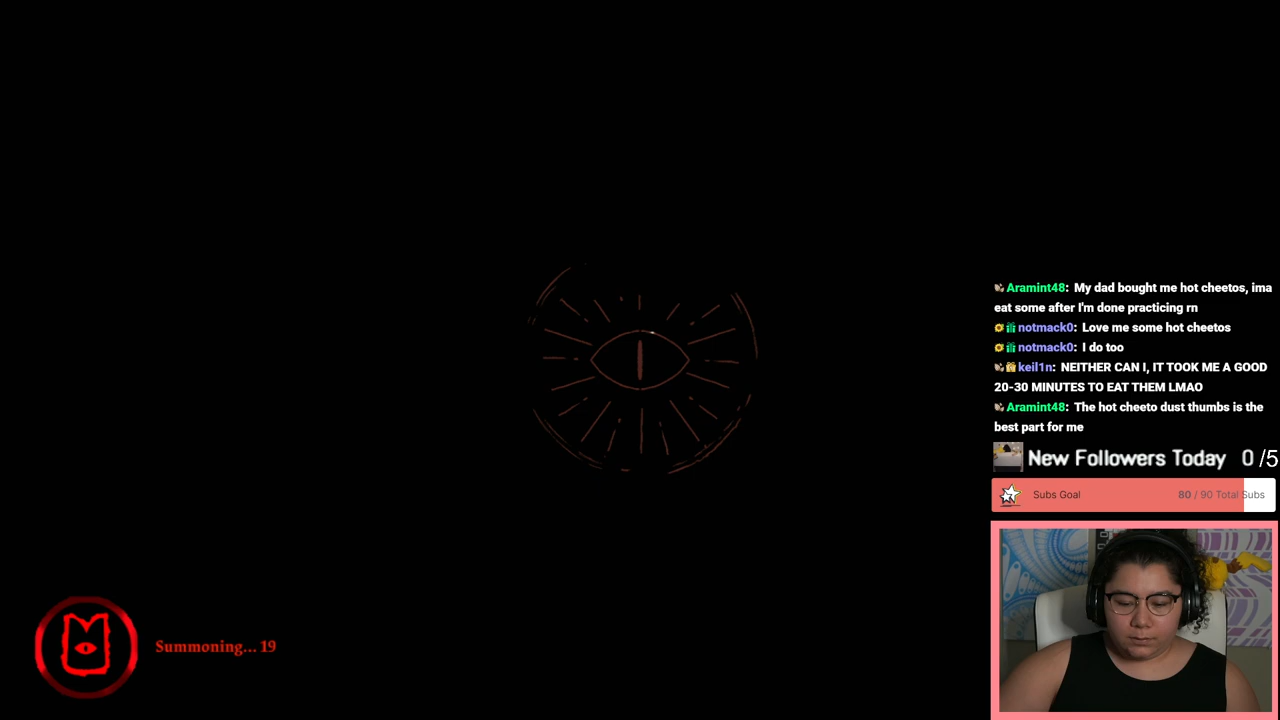 Aramint48: My dad bought me hot cheetos, ima
eat some after I'm done practicing rn
notmack0: Love me some hot cheetos
notmack0: I do too
keil1n: NEITHER CAN I, IT TOOK ME A GOOD
20-30 MINUTES TO EAT THEM LMAO
Aramint48: The hot cheeto dust thumbs is the
best part for me
New Followers Today 0 /5
Subs Goal 80 / 90 Total Subs
Summoning... 19